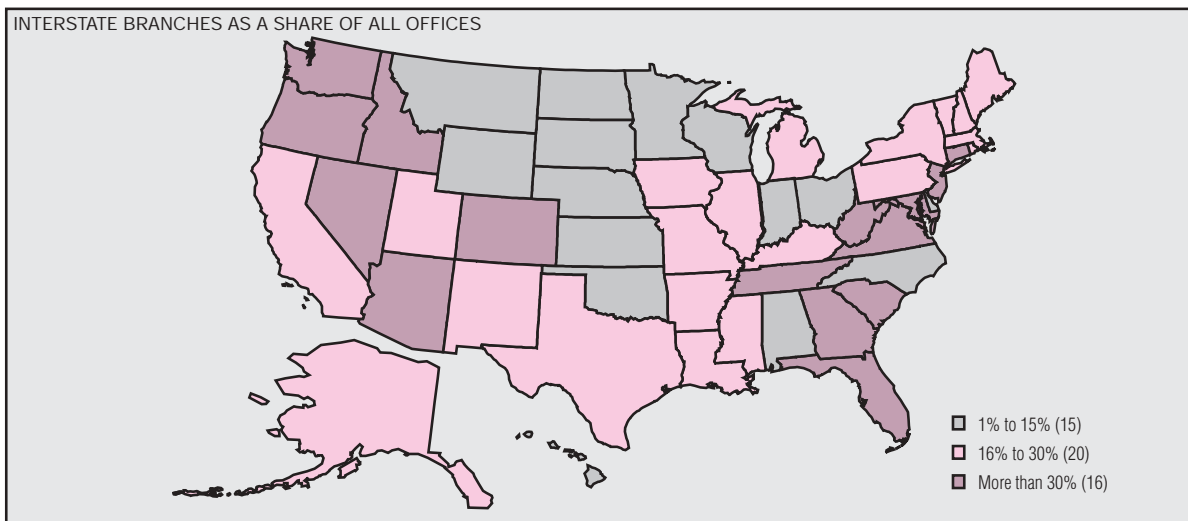 INTERSTATE BRANCHES AS A SHARE OF ALL OFFICES
1% to 15% (15)
16% to 30% (20)
More than 30% (16)